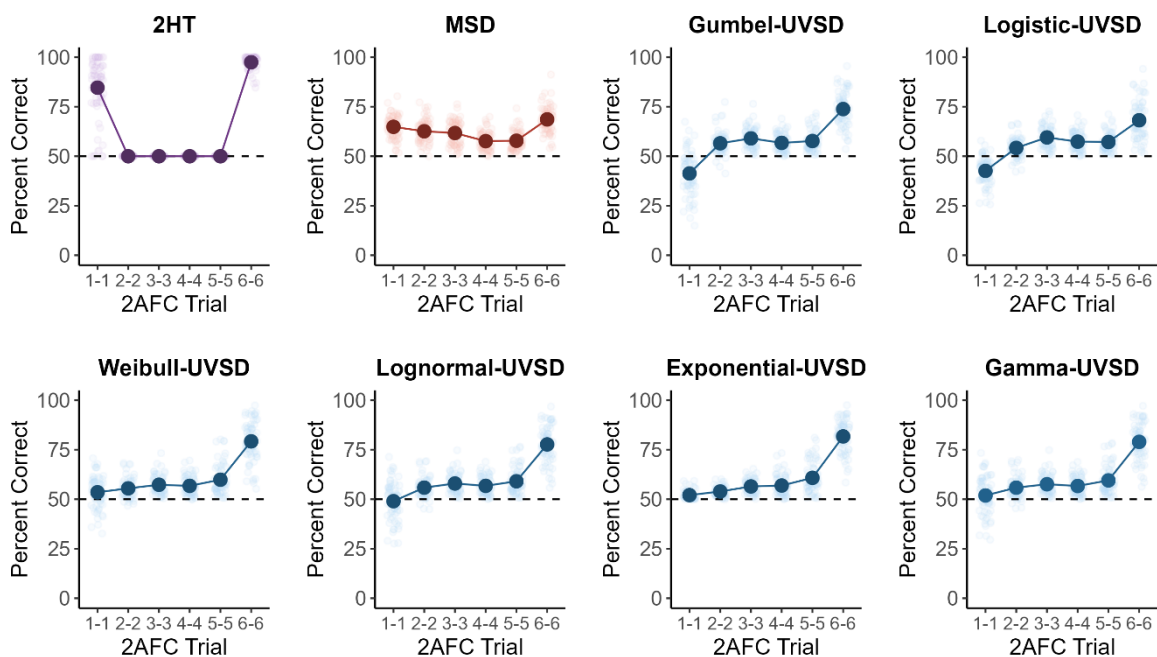 2HT
MSD
Gumbel-UVSD
Logistic-UVSD
Percent Correct
100
75
50
25
0
1-1 2-2 3-3 4-4 5-5 6-6
2AFC Trial
Percent Correct
100
75
50
25
0
1-1 2-2 3-3 4-4 5-5 6-6
2AFC Trial
Percent Correct
100
75
50
25
0
1-1 2-2 3-3 4-4 5-5 6-6
2AFC Trial
Percent Correct
100
75
50
25
0
1-1 2-2 3-3 4-4 5-5 6-6
2AFC Trial
Weibull-UVSD
Lognormal-UVSD
Exponential-UVSD
Gamma-UVSD
Percent Correct
100
75
50
25
0
1-1 2-2 3-3 4-4 5-5 6-6
2AFC Trial
Percent Correct
100
75
50
25
0
1-1 2-2 3-3 4-4 5-5 6-6
2AFC Trial
Percent Correct
100
75
50
25
0
1-1 2-2 3-3 4-4 5-5 6-6
2AFC Trial
Percent Correct
100
75
50
25
0
1-1 2-2 3-3 4-4 5-5 6-6
2AFC Trial